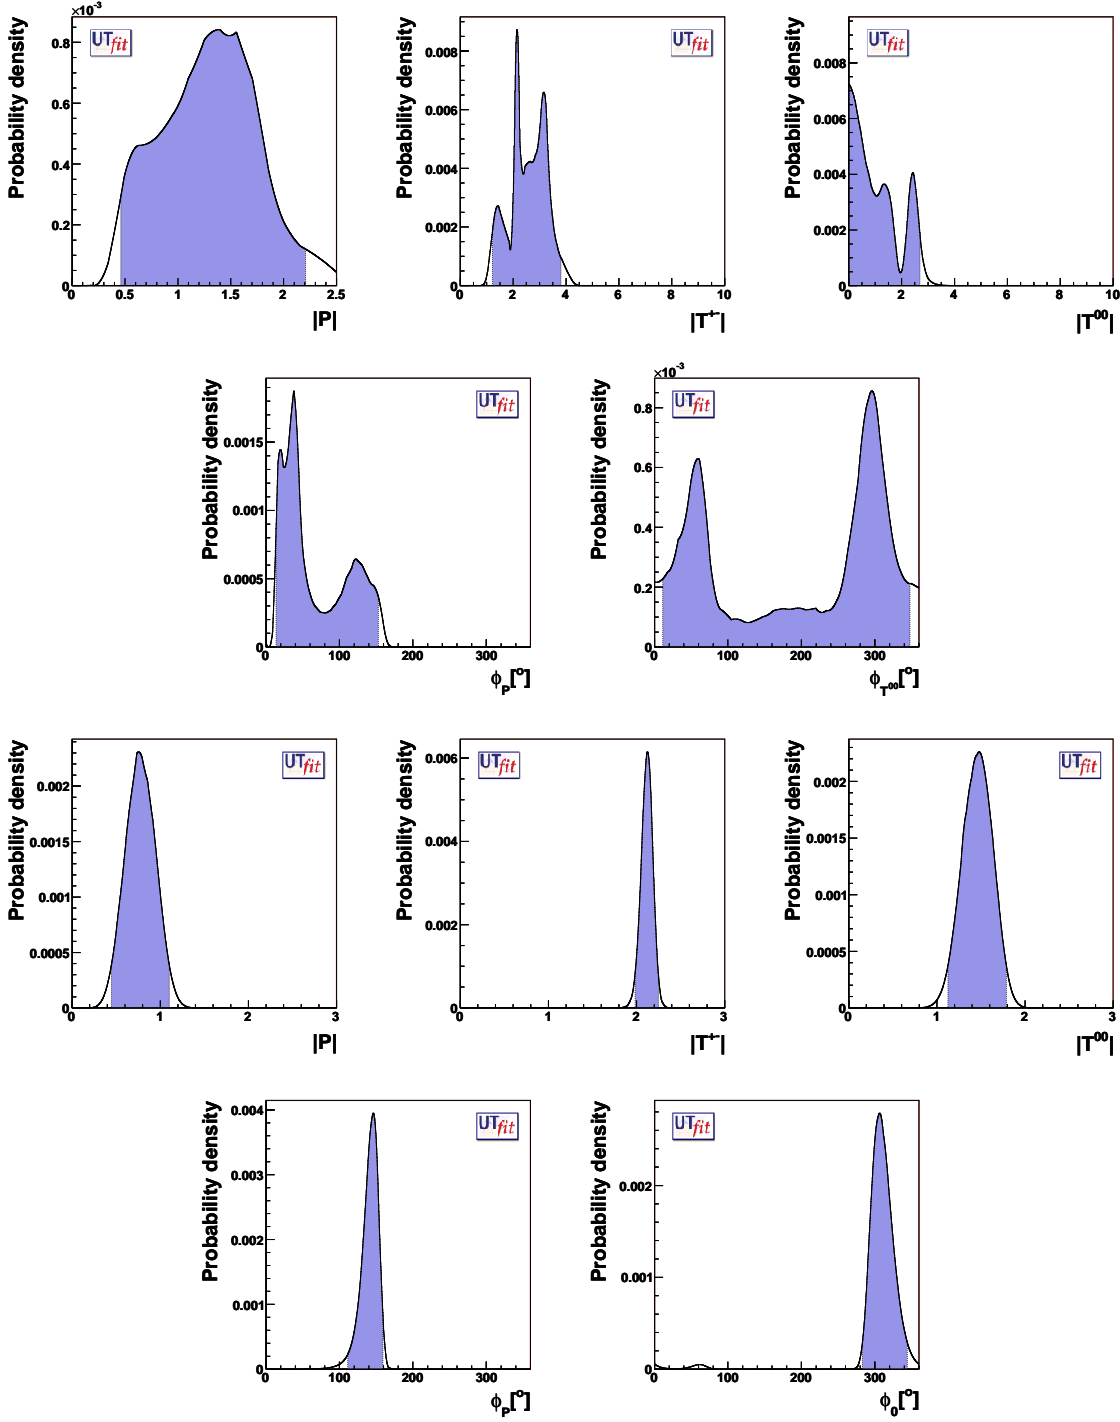 ×10⁻³
Probability density
UTfit
0.8
0.6
0.4
0.2
0
0 0.5 1 1.5 2 2.5
|P|
Probability density
UTfit
0.008
0.006
0.004
0.002
0
0 2 4 6 8 10
|T⁺⁻|
Probability density
UTfit
0.008
0.006
0.004
0.002
0
0 2 4 6 8 10
|T⁰⁰|
Probability density
UTfit
0.0015
0.001
0.0005
0
0 100 200 300
ϕ_P[º]
×10⁻³
Probability density
UTfit
0.8
0.6
0.4
0.2
0
0 100 200 300
ϕ_T⁰⁰[º]
Probability density
UTfit
0.002
0.0015
0.001
0.0005
0
0 1 2 3
|P|
Probability density
UTfit
0.006
0.004
0.002
0
0 1 2 3
|T⁺⁻|
Probability density
UTfit
0.002
0.0015
0.001
0.0005
0
0 1 2 3
|T⁰⁰|
Probability density
UTfit
0.004
0.003
0.002
0.001
0
0 100 200 300
ϕ_P[º]
Probability density
UTfit
0.002
0.001
0
0 100 200 300
ϕ_0[º]